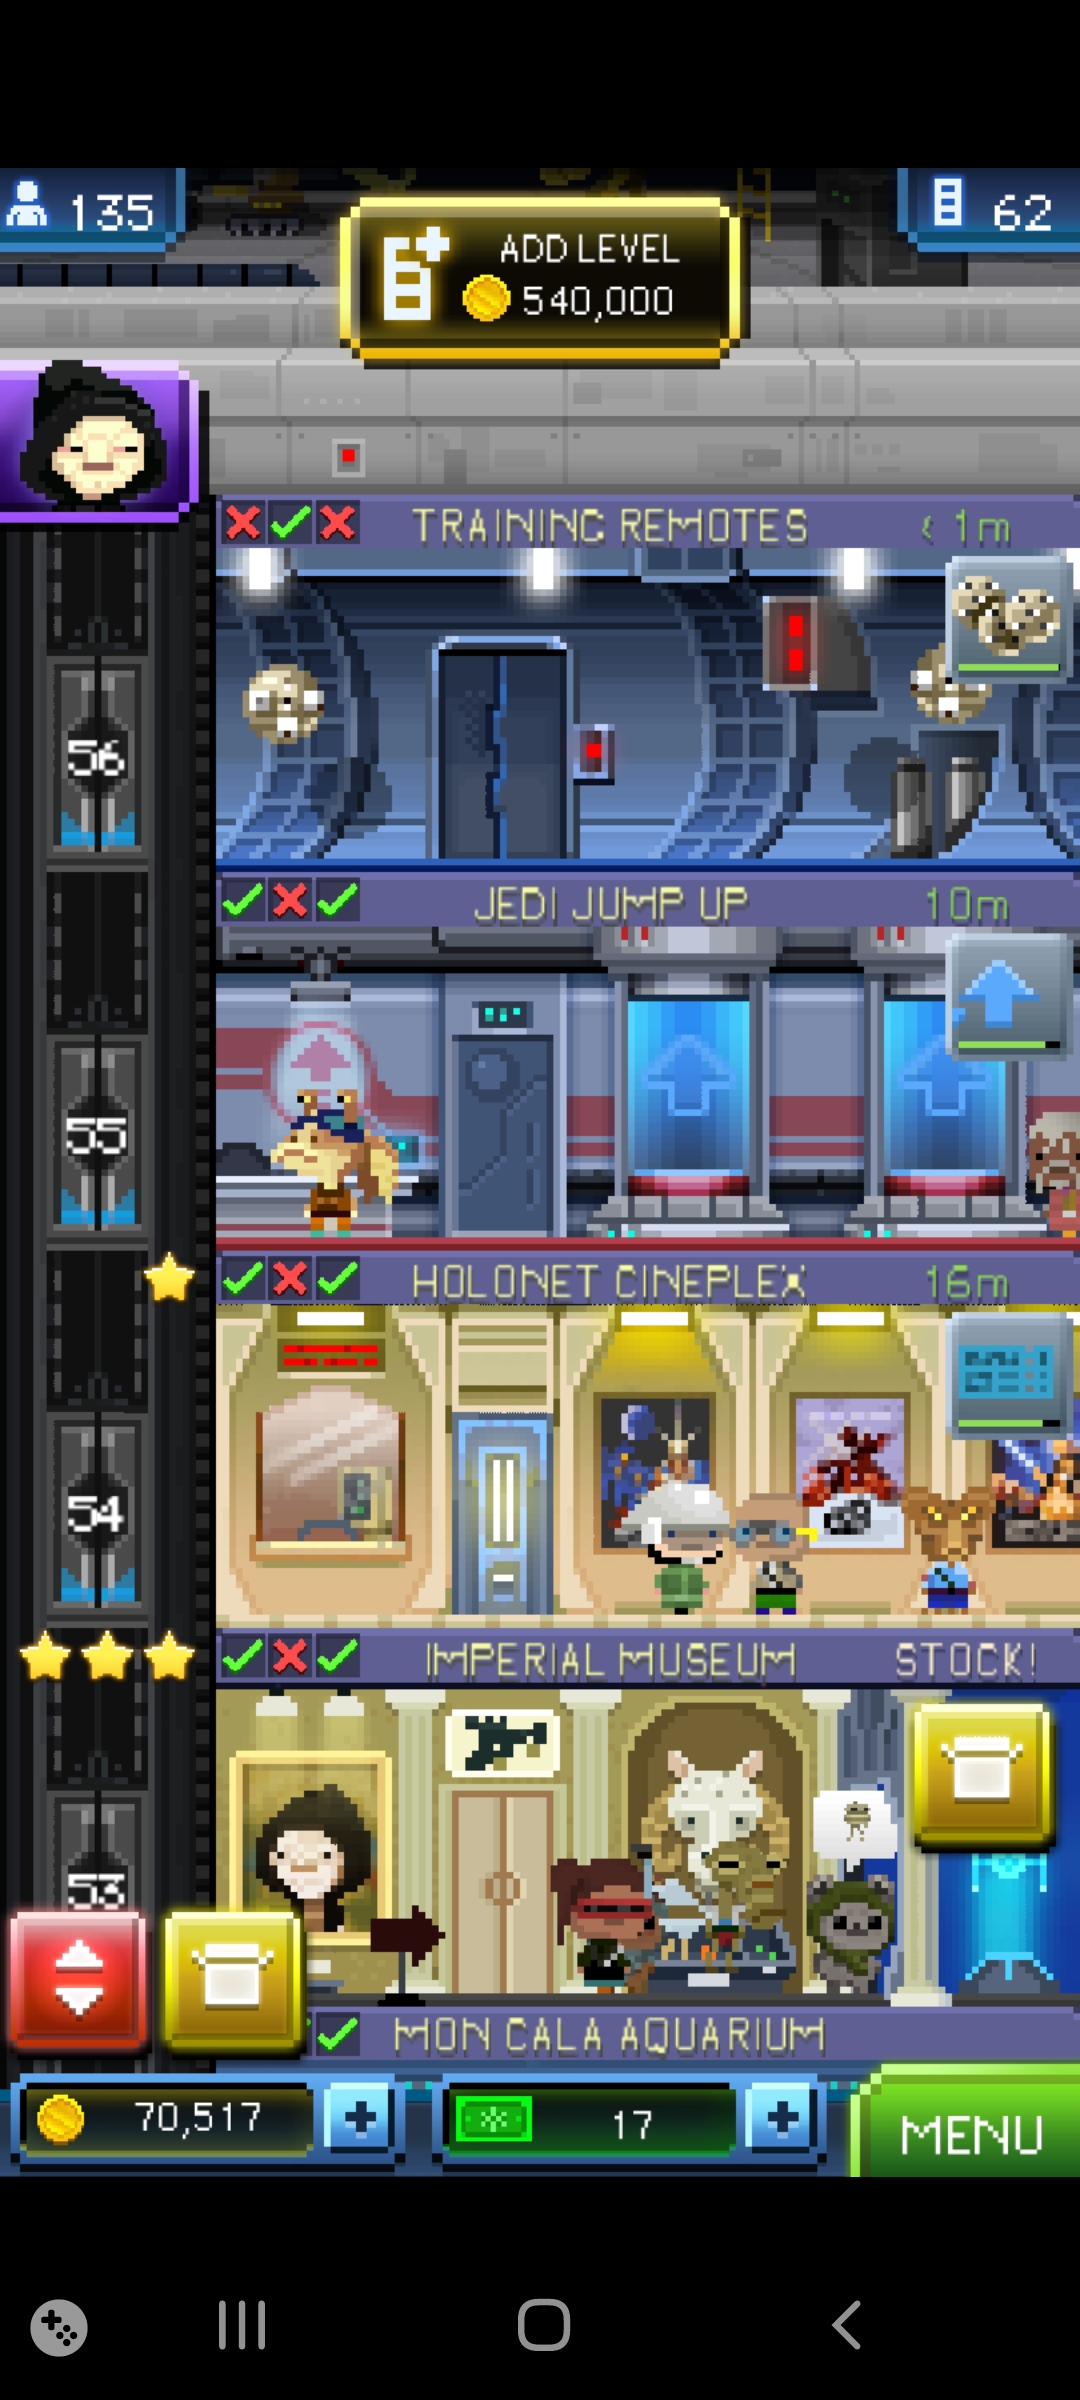 135
ADD LEVEL
540,000
62
TRAINING REMOTES < 1m
56
JEDI JUMP UP 10m
55
HOLONET CINEPLEX 16m
54
IMPERIAL MUSEUM STOCK!
53
MON CALA AQUARIUM
70,517
17
MENU